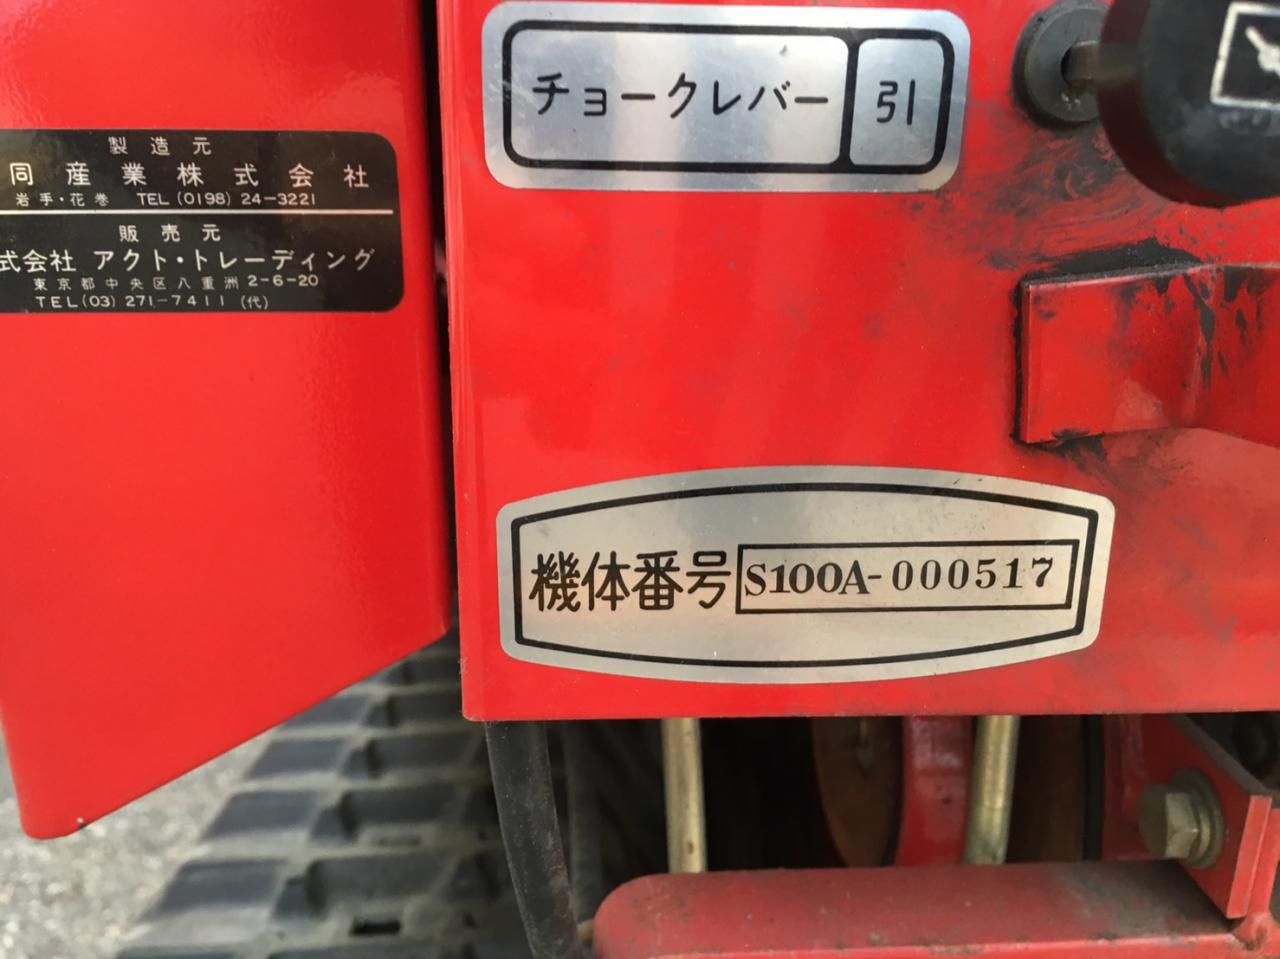 製造元
同産業株式会社
岩手・花巻 TEL (0198) 24-3221
販売元
式会社 アクト・トレーディング
東京都中央区八重洲 2-6-20
TEL (03) 271-7411 (代)
チョークレバー 引
機体番号 S100A-000517